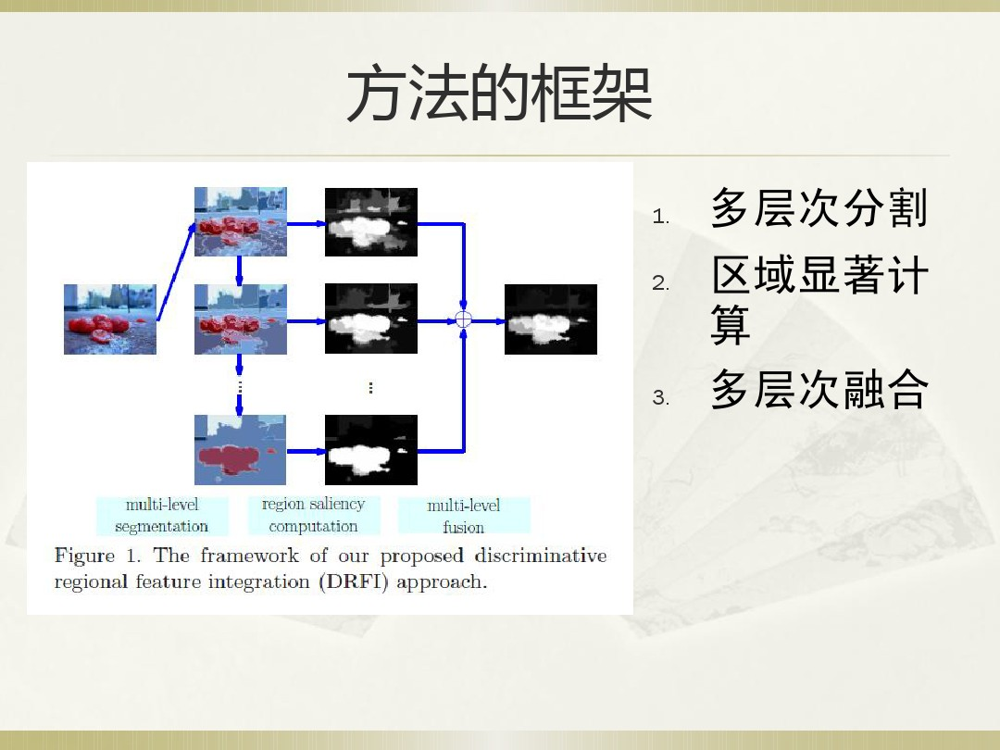 方法的框架
multi-level
segmentation
region saliency
computation
multi-level
fusion
Figure 1. The framework of our proposed discriminative
regional feature integration (DRFI) approach.
1. 多层次分割
2. 区域显著计
算
3. 多层次融合